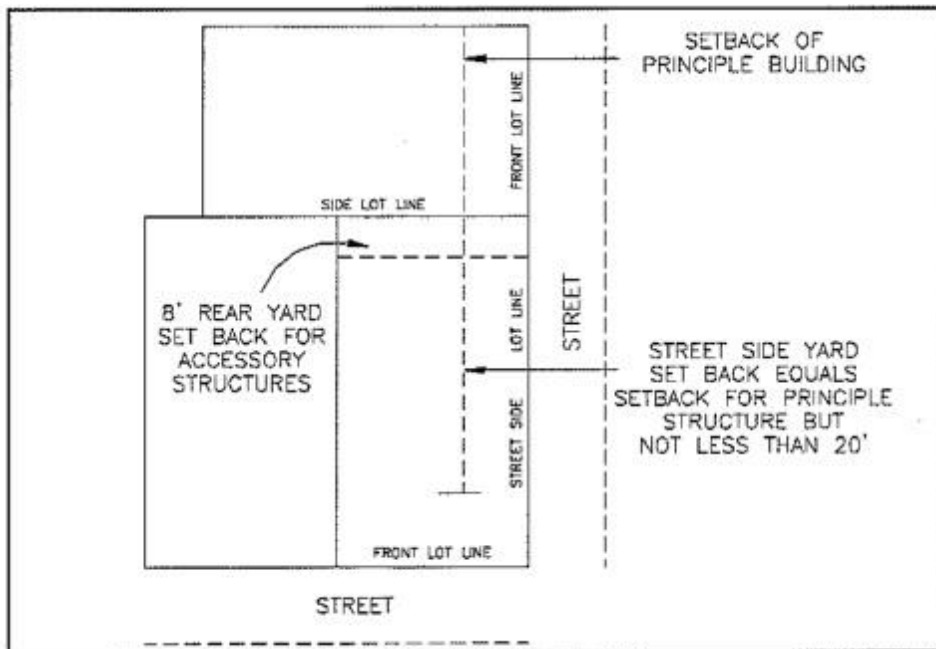 SETBACK OF
PRINCIPLE BUILDING
FRONT LOT LINE
SIDE LOT LINE
8' REAR YARD
SET BACK FOR
ACCESSORY
STRUCTURES
STREET
LOT LINE
STREET SIDE
STREET SIDE YARD
SET BACK EQUALS
SETBACK FOR PRINCIPLE
STRUCTURE BUT
NOT LESS THAN 20'
FRONT LOT LINE
STREET